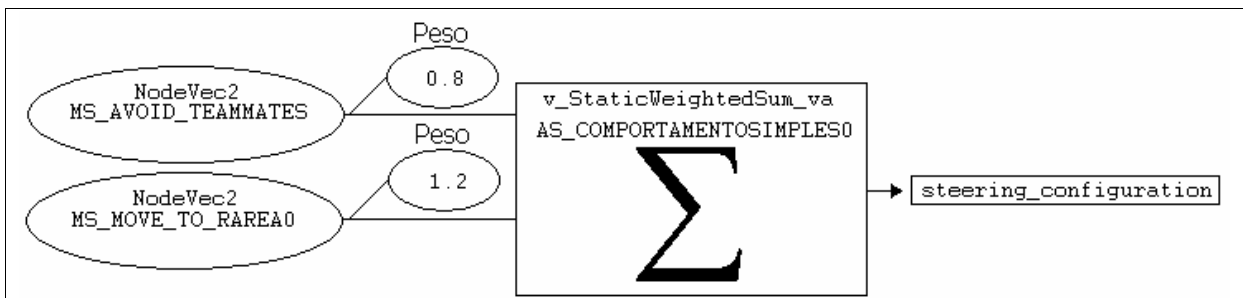 Peso
0.8
NodeVec2
MS_AVOID_TEAMMATES
Peso
1.2
NodeVec2
MS_MOVE_TO_RAREA0
v_StaticWeightedSum_va
AS_COMPORTAMENTOSIMPLES0
Σ
steering_configuration